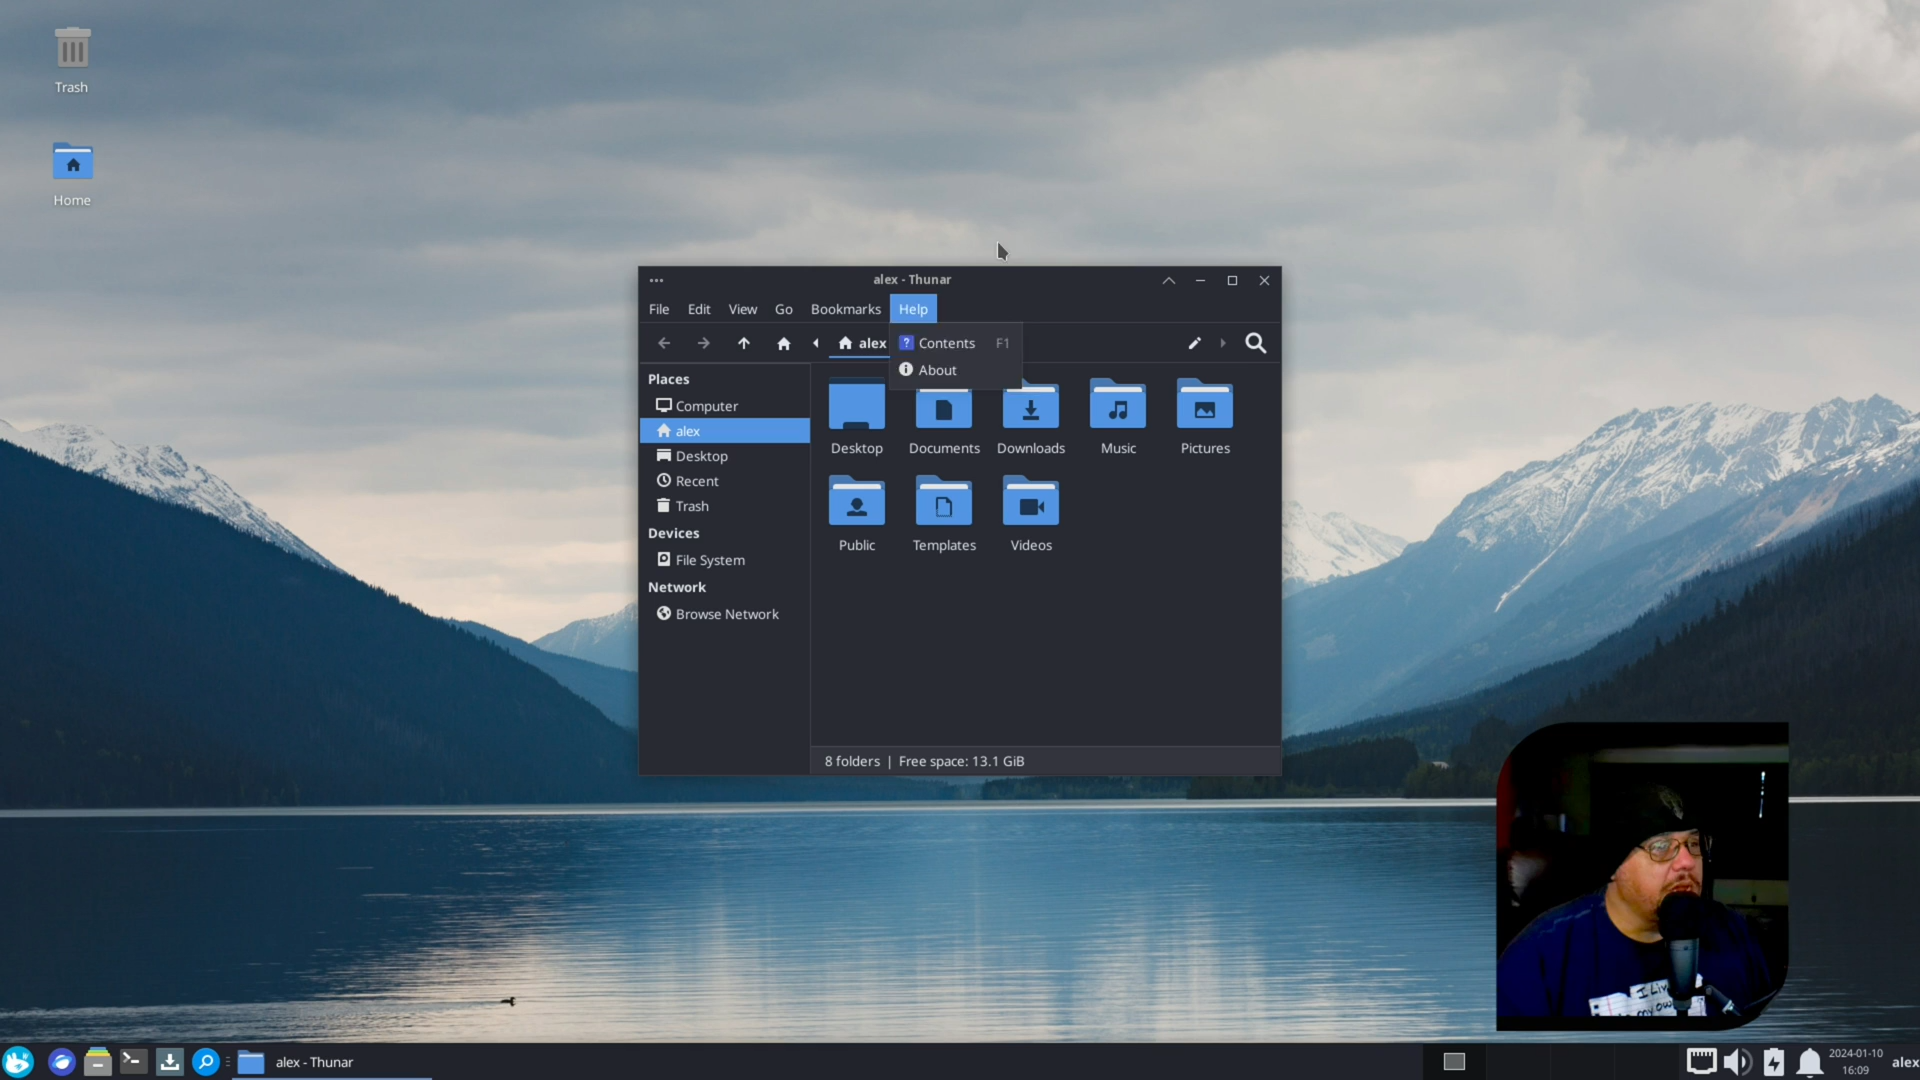 Trash
Home
alex - Thunar
File Edit View Go Bookmarks Help
alex
Contents F1
About
Places
Computer
alex
Desktop
Recent
Trash
Devices
File System
Network
Browse Network
Desktop Documents Downloads Music Pictures
Public Templates Videos
8 folders | Free space: 13.1 GiB
alex - Thunar
2024-01-10
16:09
alex